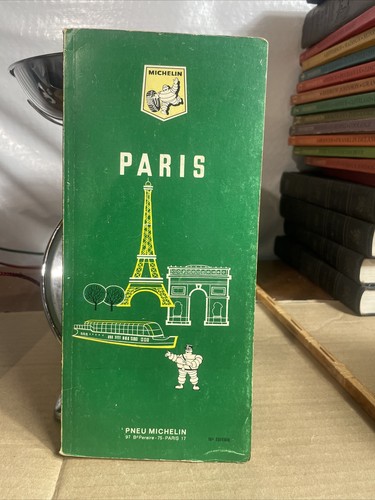 MICHELIN
PARIS
PNEU MICHELIN
97 Bd Pereire-75-PARIS 17